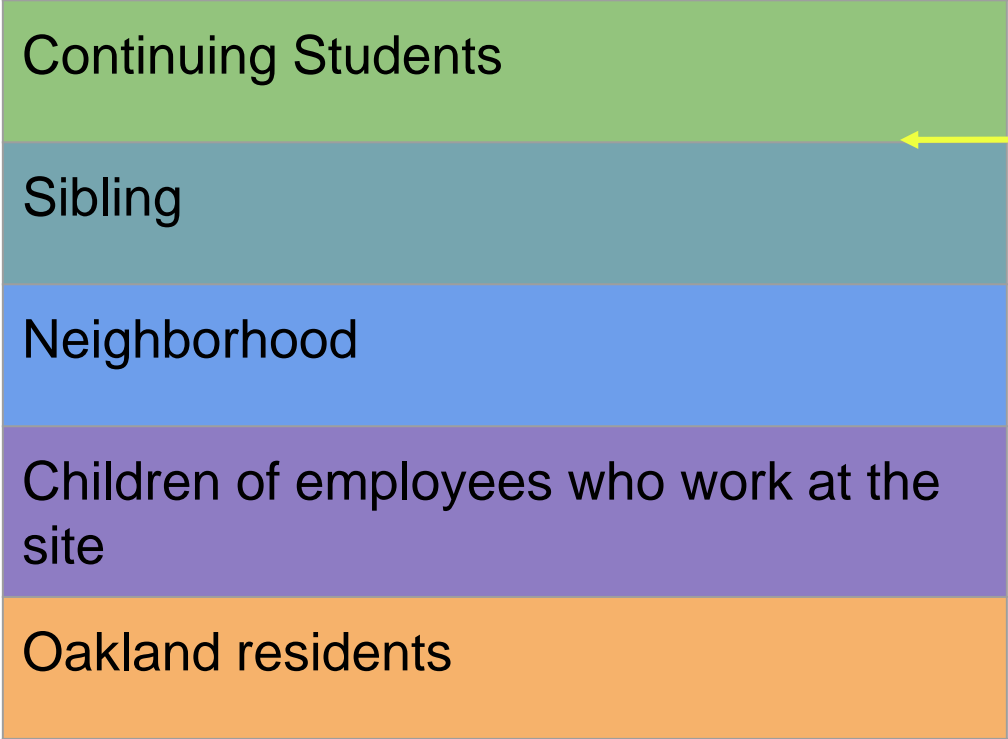 Continuing Students
Sibling
Neighborhood
Children of employees who work at the
site
Oakland residents